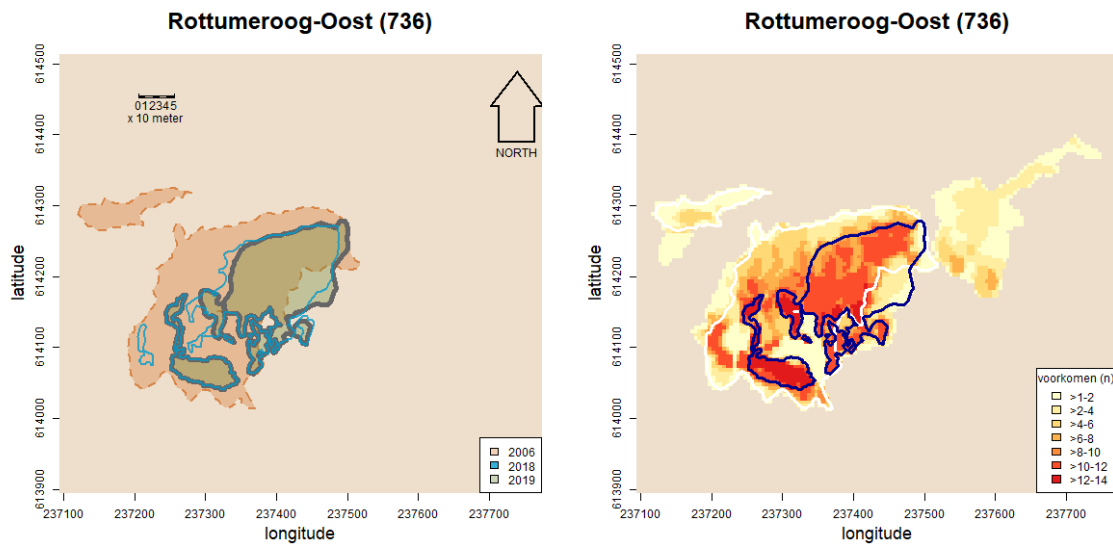 Rottumeroog-Oost (736)
614500
614400
614300
614200
614100
614000
613900
latitude
012345
x 10 meter
NORTH
2006
2018
2019
237100 237200 237300 237400 237500 237600 237700
longitude
Rottumeroog-Oost (736)
614500
614400
614300
614200
614100
614000
613900
latitude
voorkomen (n)
>1-2
>2-4
>4-6
>6-8
>8-10
>10-12
>12-14
237100 237200 237300 237400 237500 237600 237700
longitude